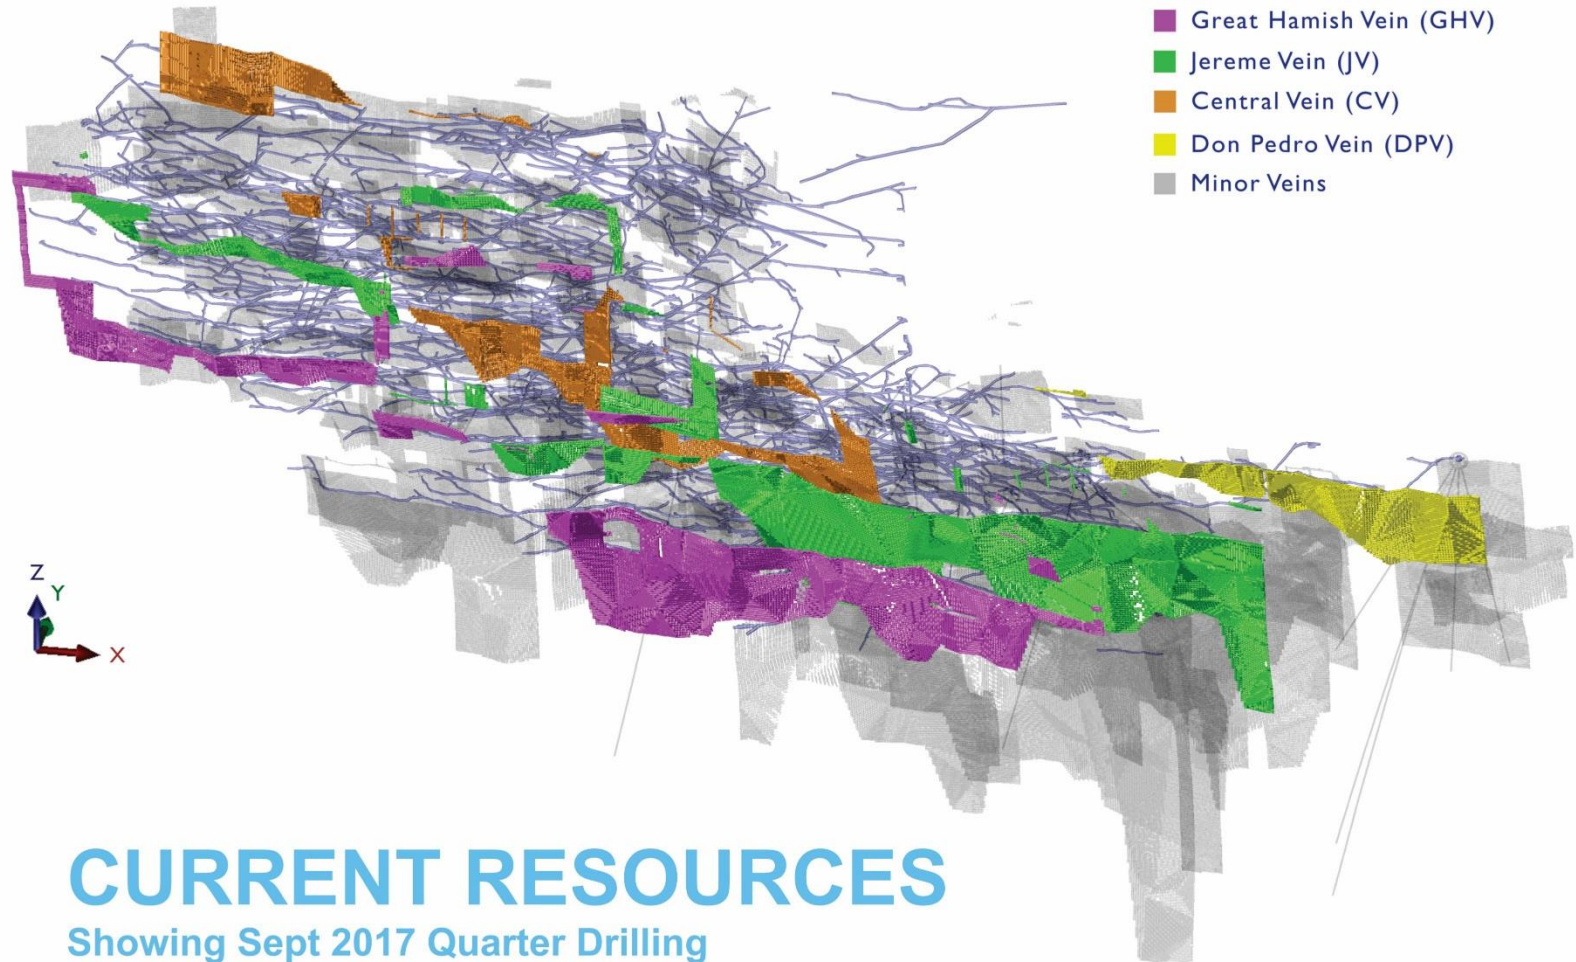 Great Hamish Vein (GHV)
Jereme Vein (JV)
Central Vein (CV)
Don Pedro Vein (DPV)
Minor Veins
Z
Y
X
CURRENT RESOURCES
Showing Sept 2017 Quarter Drilling